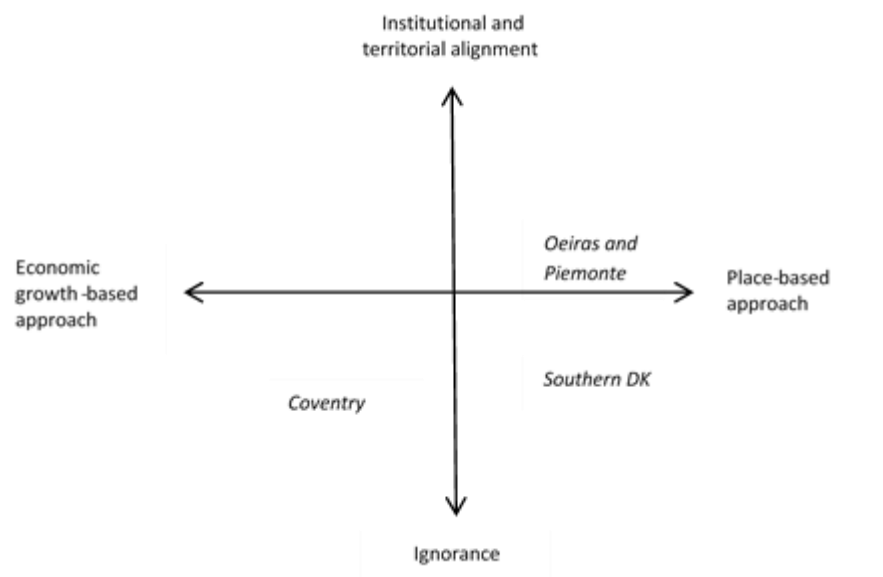 Institutional and
territorial alignment
Oeiras and
Piemonte
Economic
growth-based
approach
Place-based
approach
Southern DK
Coventry
Ignorance